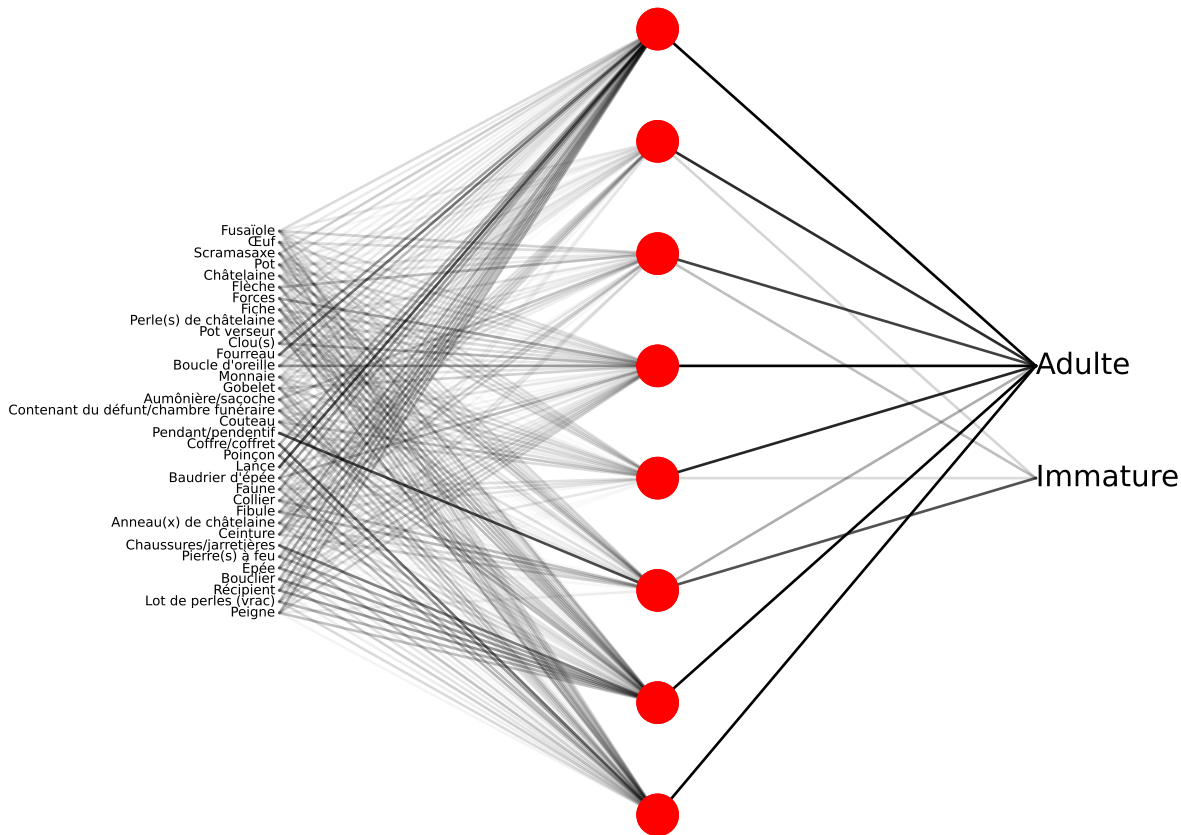 Fusaïole
Œuf
Scramasaxe
Pot
Châtelaine
Flèche
Forces
Fiche
Perle(s) de châtelaine
Pot verseur
Clou(s)
Fourreau
Boucle d'oreille
Monnaie
Gobelet
Aumônière/sacoche
Contenant du défunt/chambre funéraire
Couteau
Pendant/pendentif
Coffre/coffret
Poinçon
Lance
Baudrier d'épée
Faune
Collier
Fibule
Anneau(x) de châtelaine
Ceinture
Chaussures/jarretières
Pierre(s) à feu
Épée
Bouclier
Récipient
Lot de perles (vrac)
Peigne
Adulte
Immature